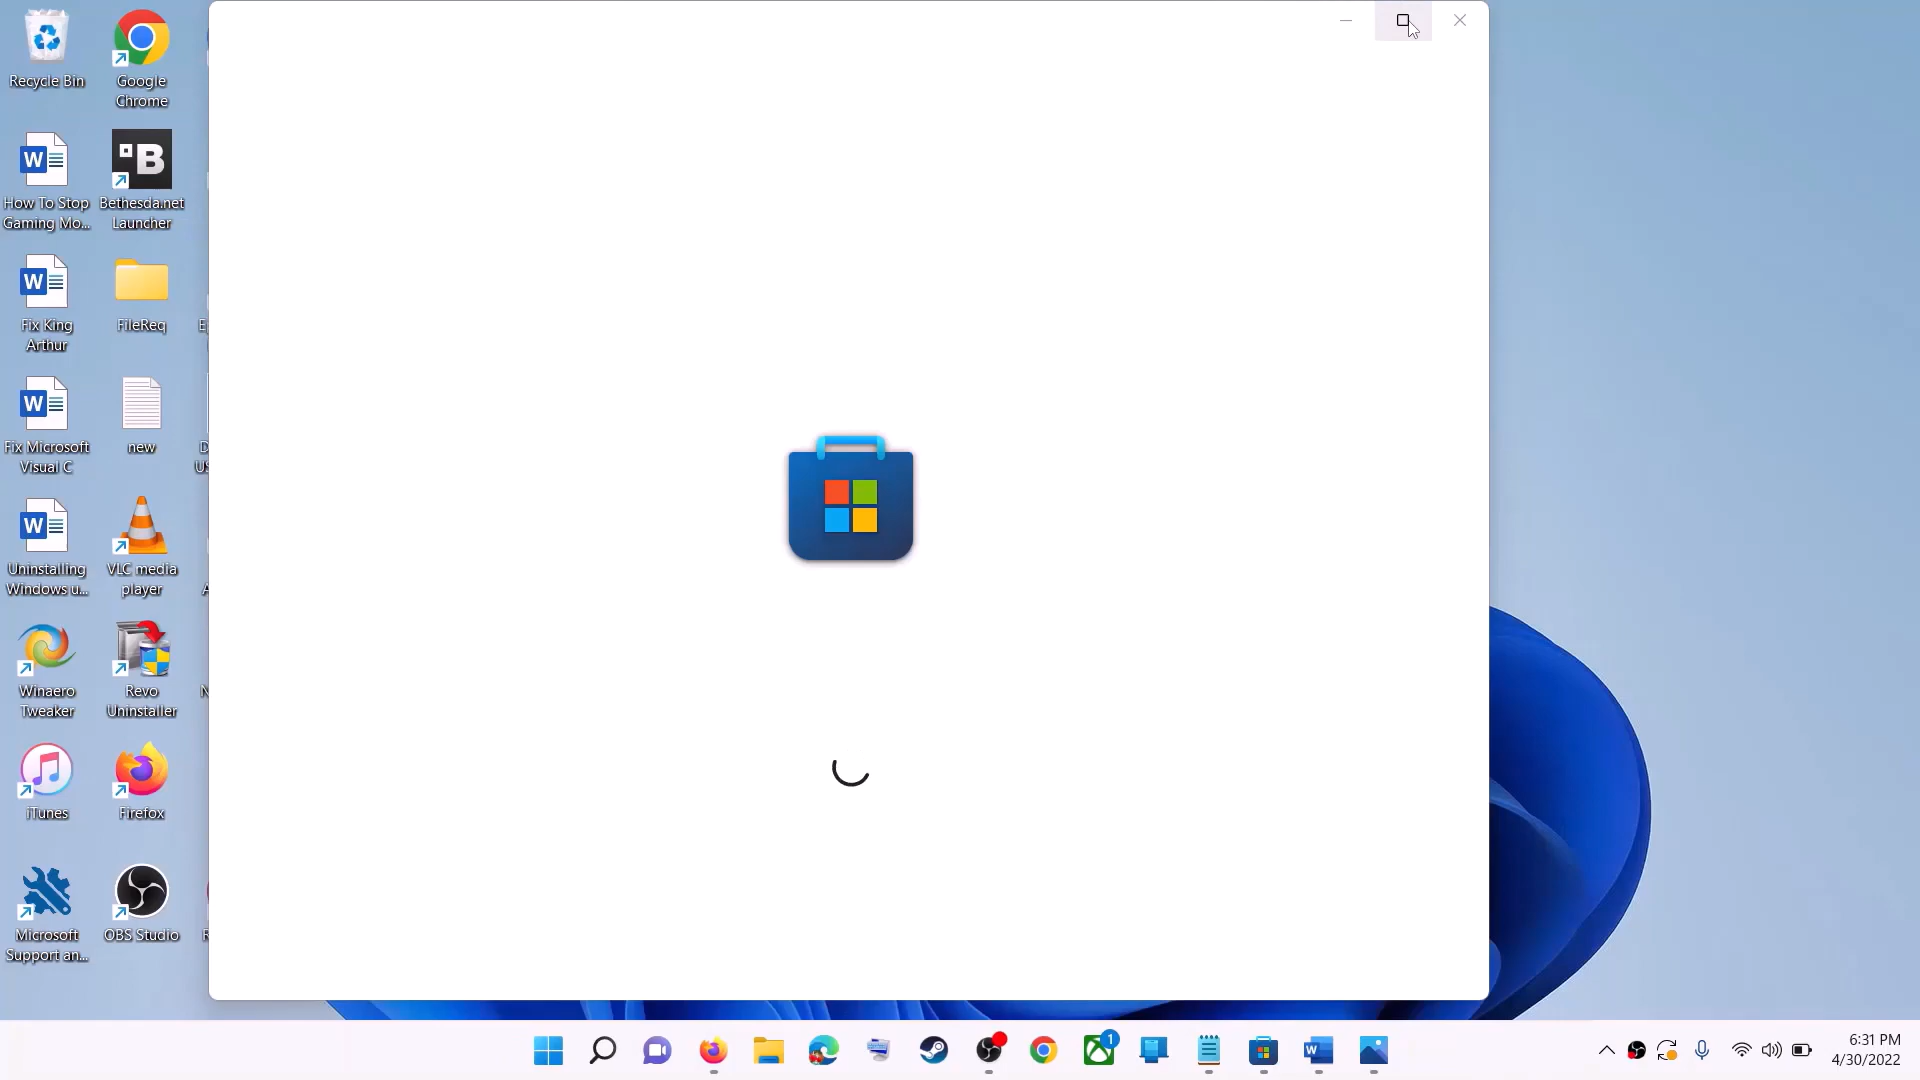 Recycle Bin
Google
Chrome
How To Stop
Gaming Mo...
Bethesda.net
Launcher
Fix King
Arthur
FileReq
Fix Microsoft
Visual C
new
Uninstalling
Windows u...
VLC media
player
Winaero
Tweaker
Revo
Uninstaller
iTunes
Firefox
Microsoft
Support an...
OBS Studio
1
6:31 PM
4/30/2022